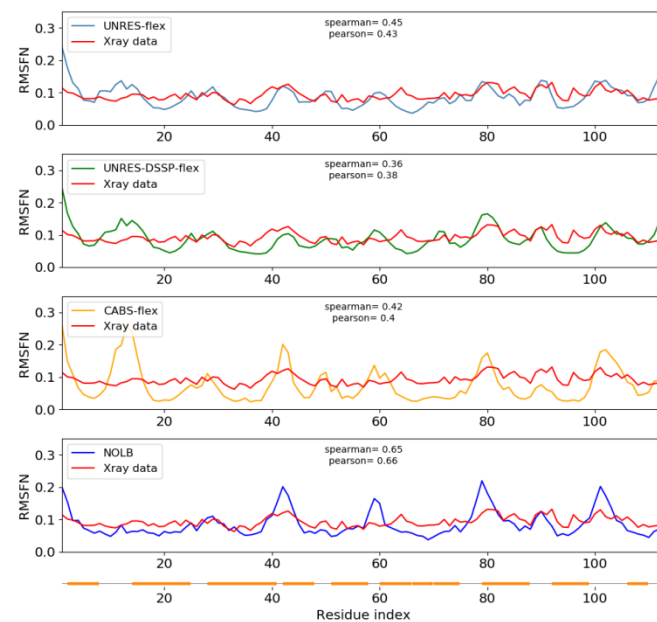 UNRES-flex
Xray data
spearman= 0.45
pearson= 0.43
RMSFN
0.3
0.2
0.1
0.0
20 40 60 80 100
UNRES-DSSP-flex
Xray data
spearman= 0.36
pearson= 0.38
RMSFN
0.3
0.2
0.1
0.0
20 40 60 80 100
CABS-flex
Xray data
spearman= 0.42
pearson= 0.4
RMSFN
0.3
0.2
0.1
0.0
20 40 60 80 100
NOLB
Xray data
spearman= 0.65
pearson= 0.66
RMSFN
0.3
0.2
0.1
0.0
20 40 60 80 100
Residue index